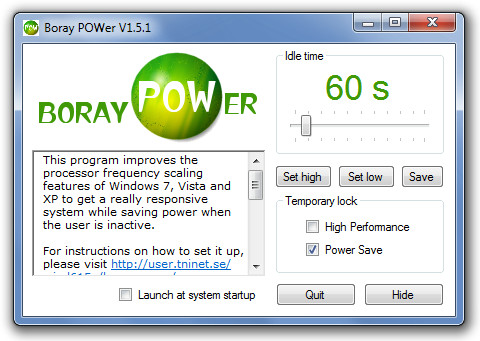 Boray POWer V1.5.1
BORAY POWER
This program improves the
processor frequency scaling
features of Windows 7, Vista and
XP to get a really responsive
system while saving power when
the user is inactive.
For instructions on how to set it up,
please visit http://user.tninet.se/
Launch at system startup
Idle time
60 s
Set high
Set low
Save
Temporary lock
High Performance
Power Save
Quit
Hide